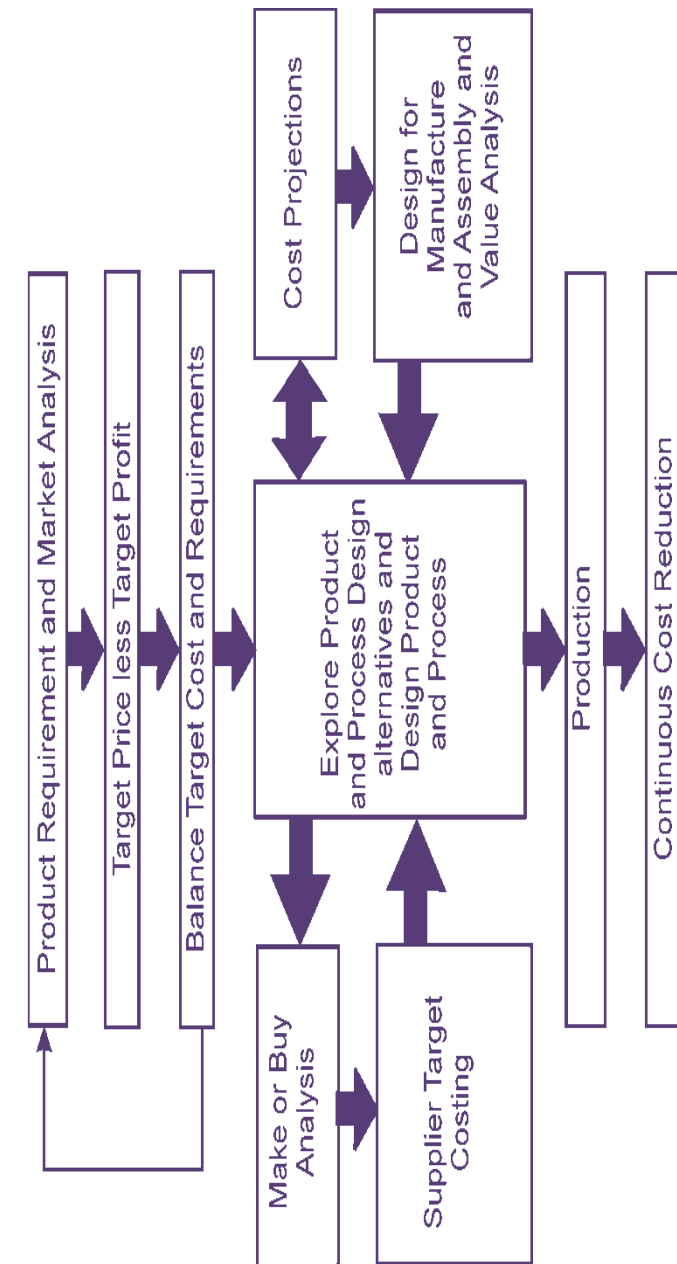 Product Requirement and Market Analysis
Target Price less Target Profit
Balance Target Cost and Requirements
Make or Buy
Analysis
Supplier Target
Costing
Explore Product
and Process Design
alternatives and
Design Product
and Process
Cost Projections
Design for
Manufacture
and Assembly and
Value Analysis
Production
Continuous Cost Reduction